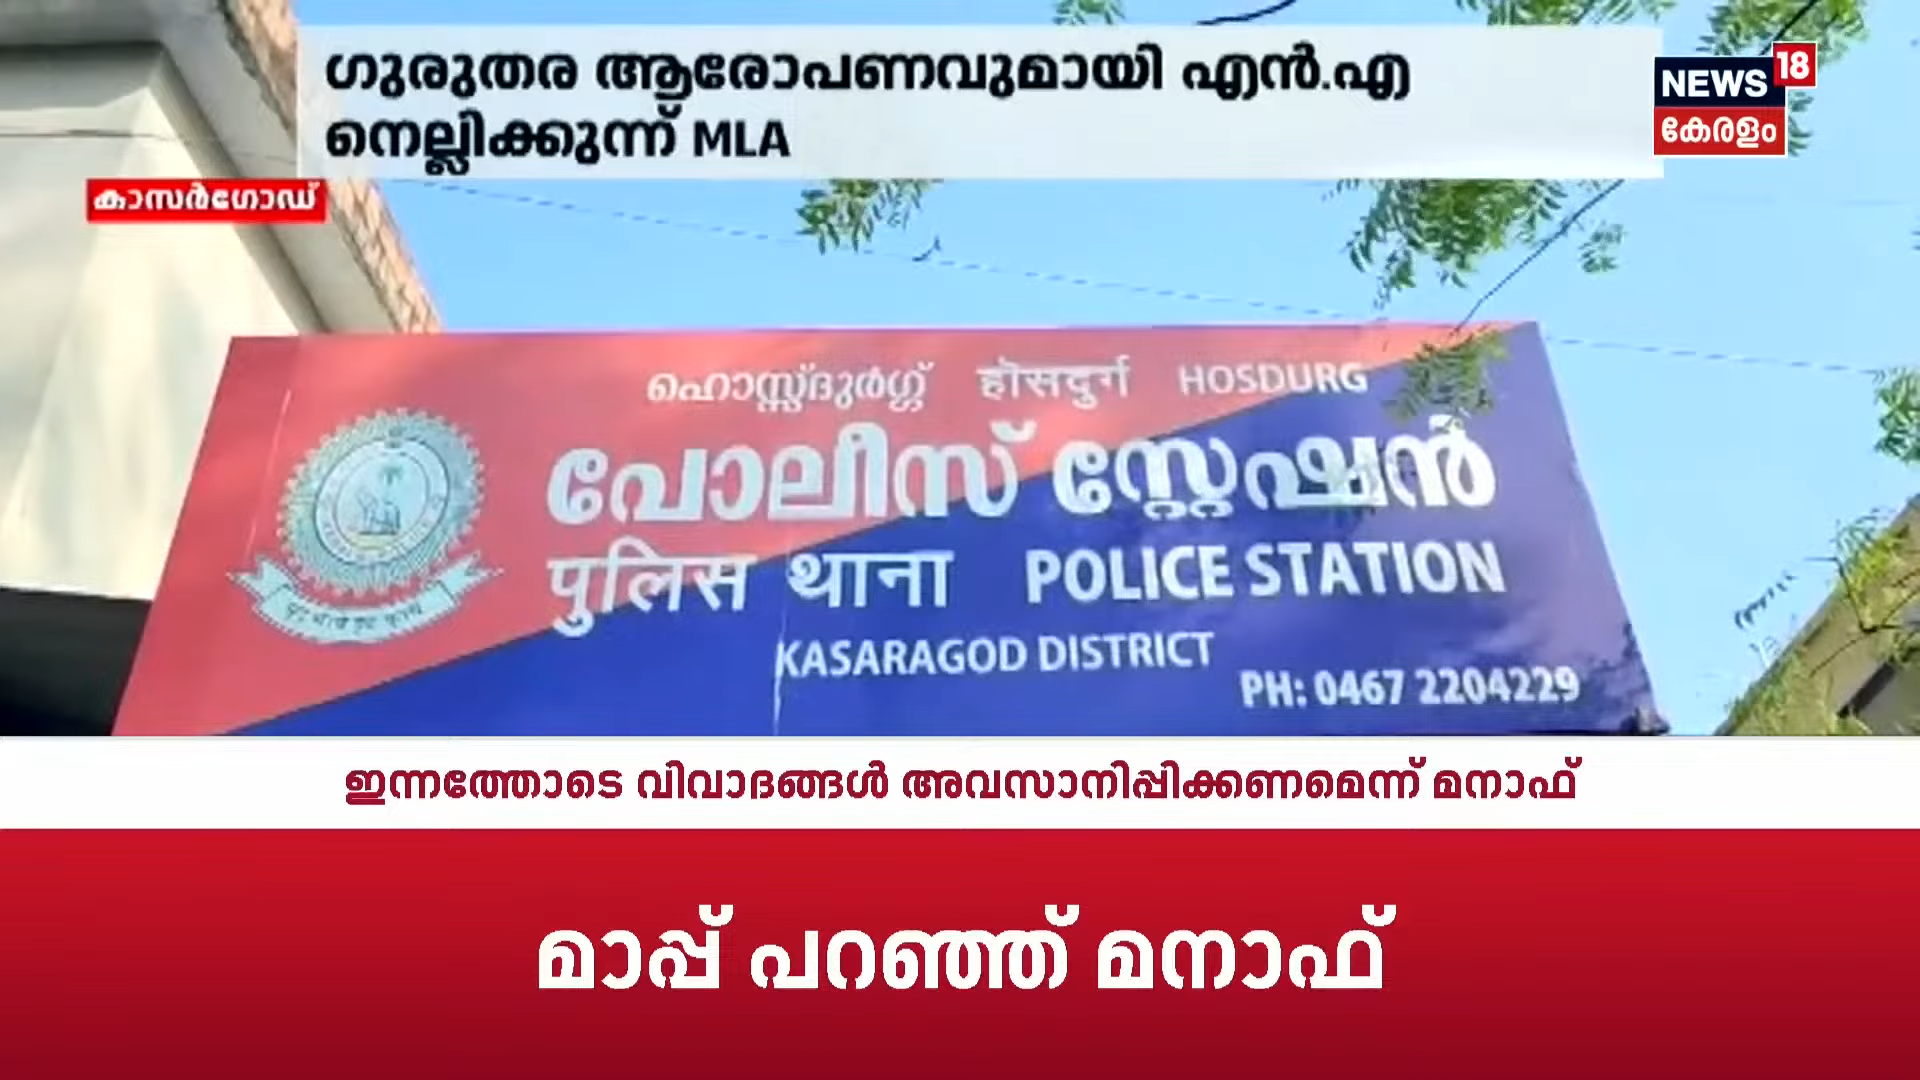 ഗുരുതര ആരോപണവുമായി എൻ.എ
നെല്ലിക്കുന്ന് MLA
NEWS 18
കേരളം
കാസർഗോഡ്
ഹൊസ്ദുർഗ്ഗ് हॊसदुर्ग HOSDURG
പോലീസ് സ്റ്റേഷൻ
पुलिस थाना POLICE STATION
KASARAGOD DISTRICT
PH: 0467 2204229
ഇന്നത്തോടെ വിവാദങ്ങൾ അവസാനിപ്പിക്കണമെന്ന് മനാഫ്
മാപ്പ് പറഞ്ഞ് മനാഫ്